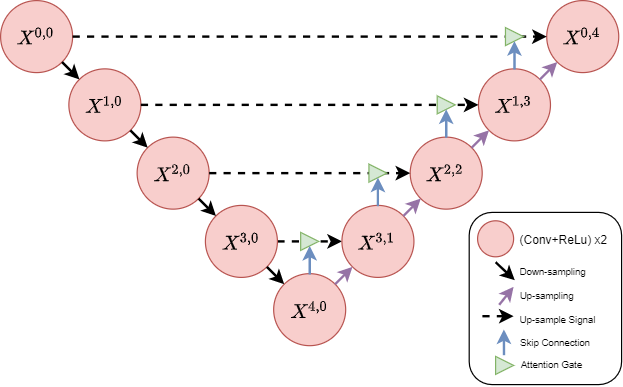 X^{0,0}
X^{0,4}
X^{1,0}
X^{1,3}
X^{2,0}
X^{2,2}
X^{3,0}
X^{3,1}
X^{4,0}
(Conv+ReLu) x2
Down-sampling
Up-sampling
Up-sample Signal
Skip Connection
Attention Gate